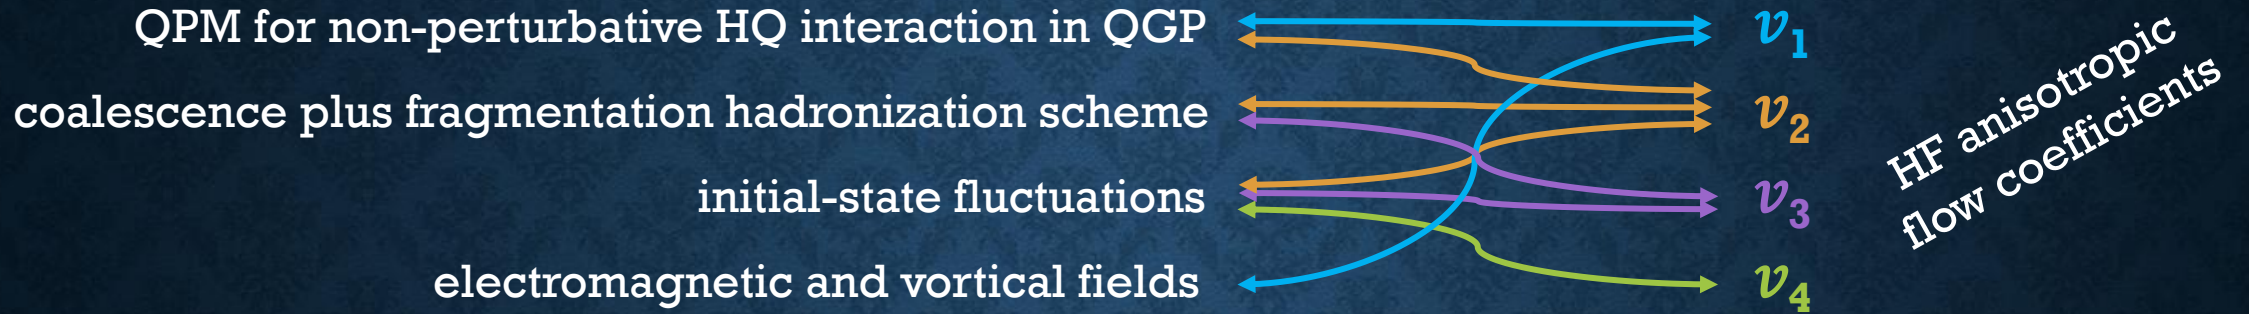 QPM for non-perturbative HQ interaction in QGP
v₁
coalescence plus fragmentation hadronization scheme
v₂
initial-state fluctuations
v₃
electromagnetic and vortical fields
v₄
HF anisotropic
flow coefficients